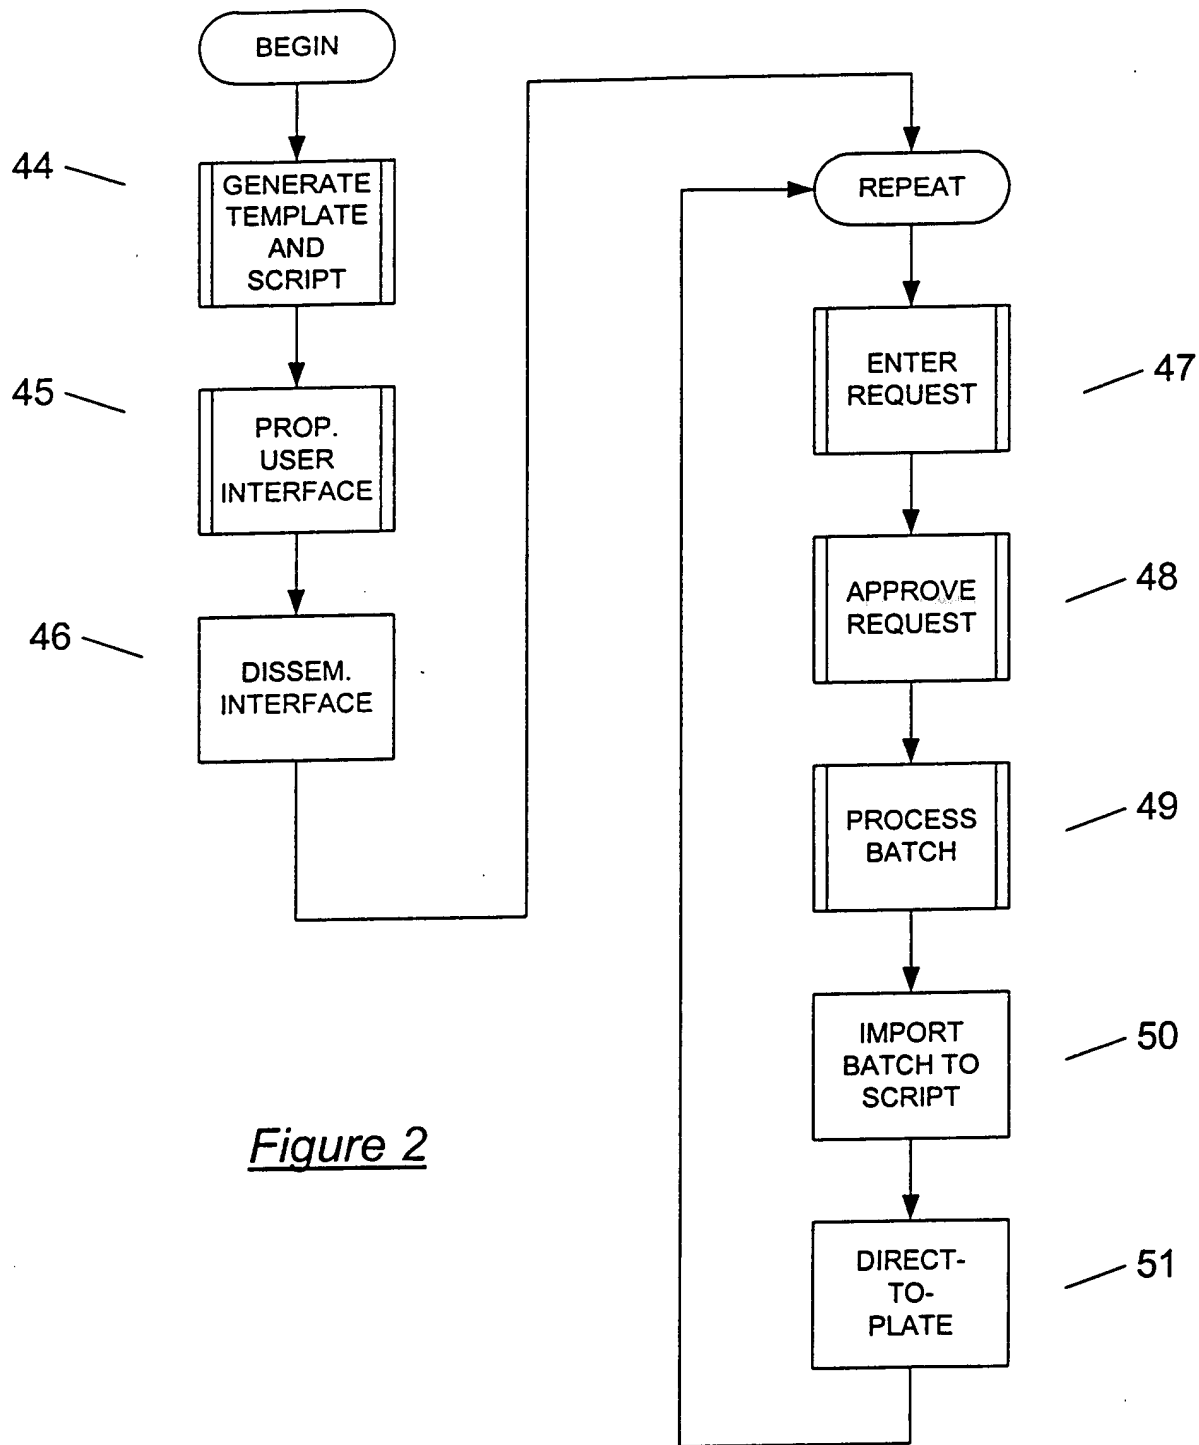 BEGIN
44
GENERATE
TEMPLATE
AND
SCRIPT
45
PROP.
USER
INTERFACE
46
DISSEM.
INTERFACE
REPEAT
ENTER
REQUEST
47
APPROVE
REQUEST
48
PROCESS
BATCH
49
IMPORT
BATCH TO
SCRIPT
50
DIRECT-
TO-
PLATE
51
Figure 2